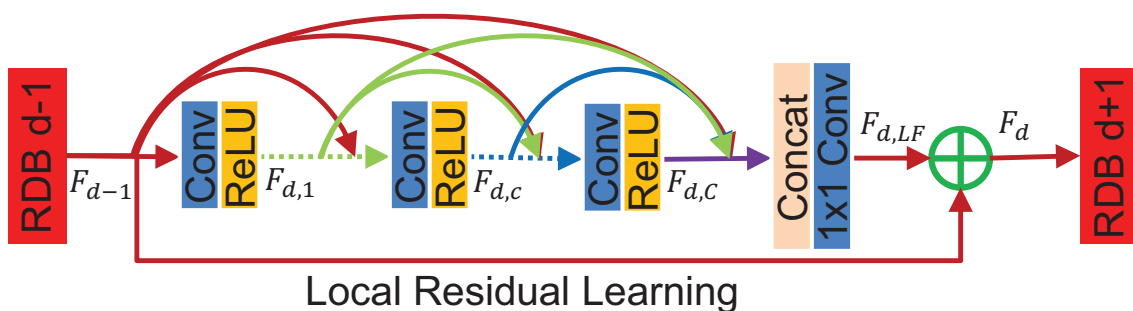 RDB d-1
F_{d-1}
Conv
ReLU
F_{d,1}
Conv
ReLU
F_{d,c}
Conv
ReLU
F_{d,C}
Concat
1x1 Conv
F_{d,LF}
F_d
RDB d+1
Local Residual Learning